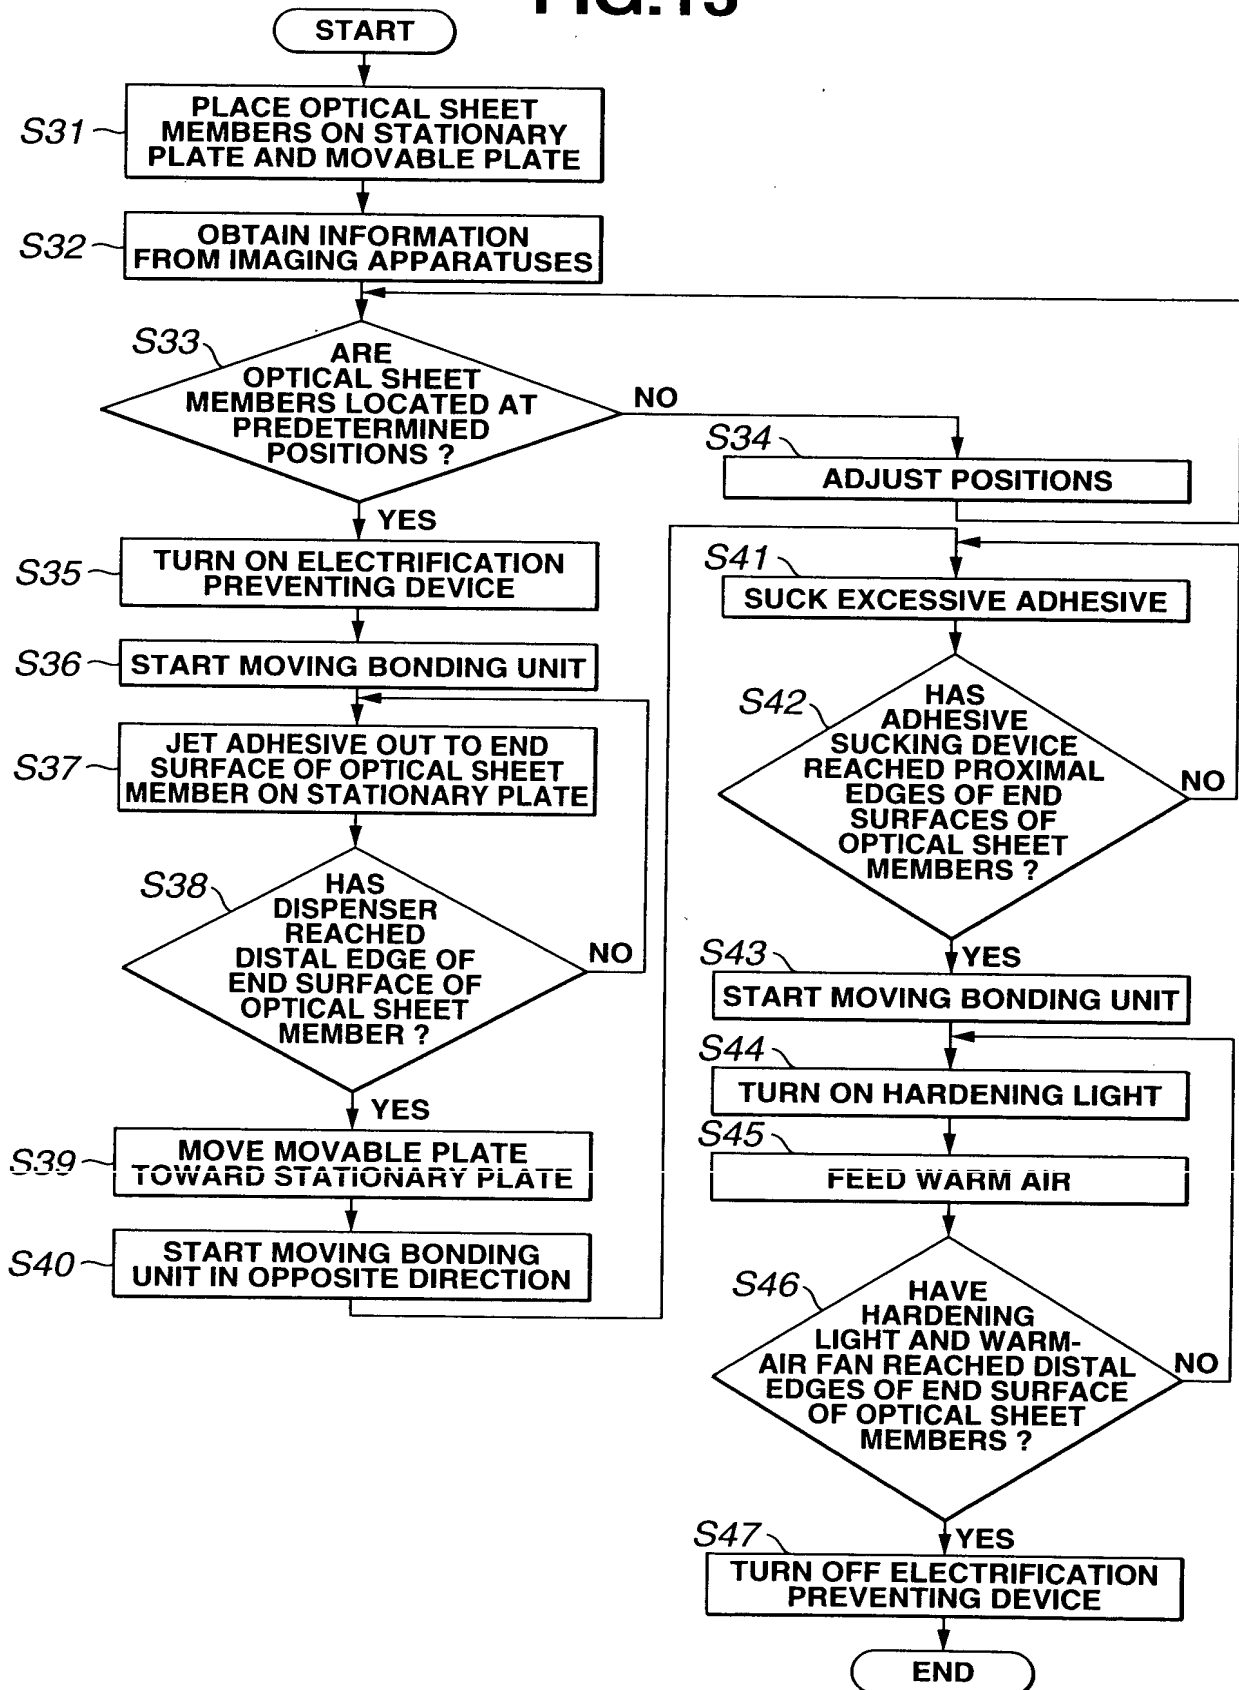 FIG.13
START
S31
PLACE OPTICAL SHEET
MEMBERS ON STATIONARY
PLATE AND MOVABLE PLATE
S32
OBTAIN INFORMATION
FROM IMAGING APPARATUSES
S33
ARE
OPTICAL SHEET
MEMBERS LOCATED AT
PREDETERMINED
POSITIONS ?
NO
S34
ADJUST POSITIONS
YES
S35
TURN ON ELECTRIFICATION
PREVENTING DEVICE
S36
START MOVING BONDING UNIT
S37
JET ADHESIVE OUT TO END
SURFACE OF OPTICAL SHEET
MEMBER ON STATIONARY PLATE
S38
HAS
DISPENSER
REACHED
DISTAL EDGE OF
END SURFACE OF
OPTICAL SHEET
MEMBER ?
NO
YES
S39
MOVE MOVABLE PLATE
TOWARD STATIONARY PLATE
S40
START MOVING BONDING
UNIT IN OPPOSITE DIRECTION
S41
SUCK EXCESSIVE ADHESIVE
S42
HAS
ADHESIVE
SUCKING DEVICE
REACHED PROXIMAL
EDGES OF END
SURFACES OF
OPTICAL SHEET
MEMBERS ?
NO
YES
S43
START MOVING BONDING UNIT
S44
TURN ON HARDENING LIGHT
S45
FEED WARM AIR
S46
HAVE
HARDENING
LIGHT AND WARM-
AIR FAN REACHED DISTAL
EDGES OF END SURFACE
OF OPTICAL SHEET
MEMBERS ?
NO
YES
S47
TURN OFF ELECTRIFICATION
PREVENTING DEVICE
END